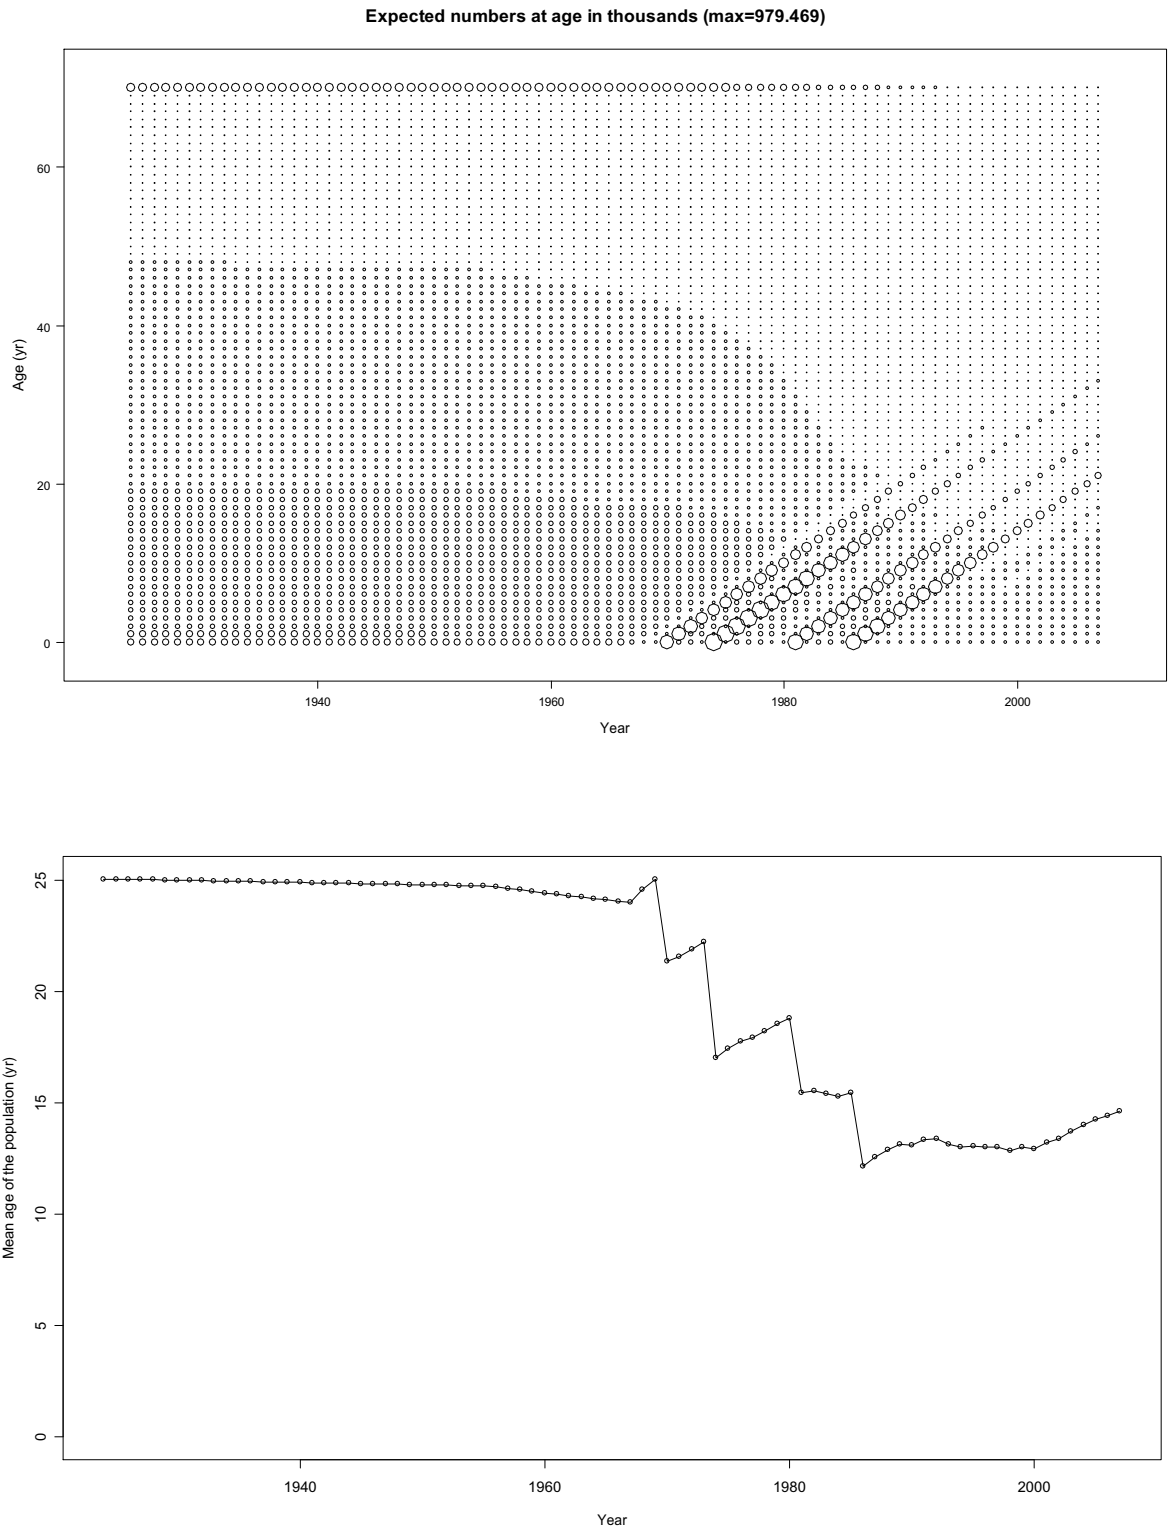 Expected numbers at age in thousands (max=979.469)
60
40
20
0
Age (yr)
1940 1960 1980 2000
Year
25
20
15
10
5
0
Mean age of the population (yr)
1940 1960 1980 2000
Year